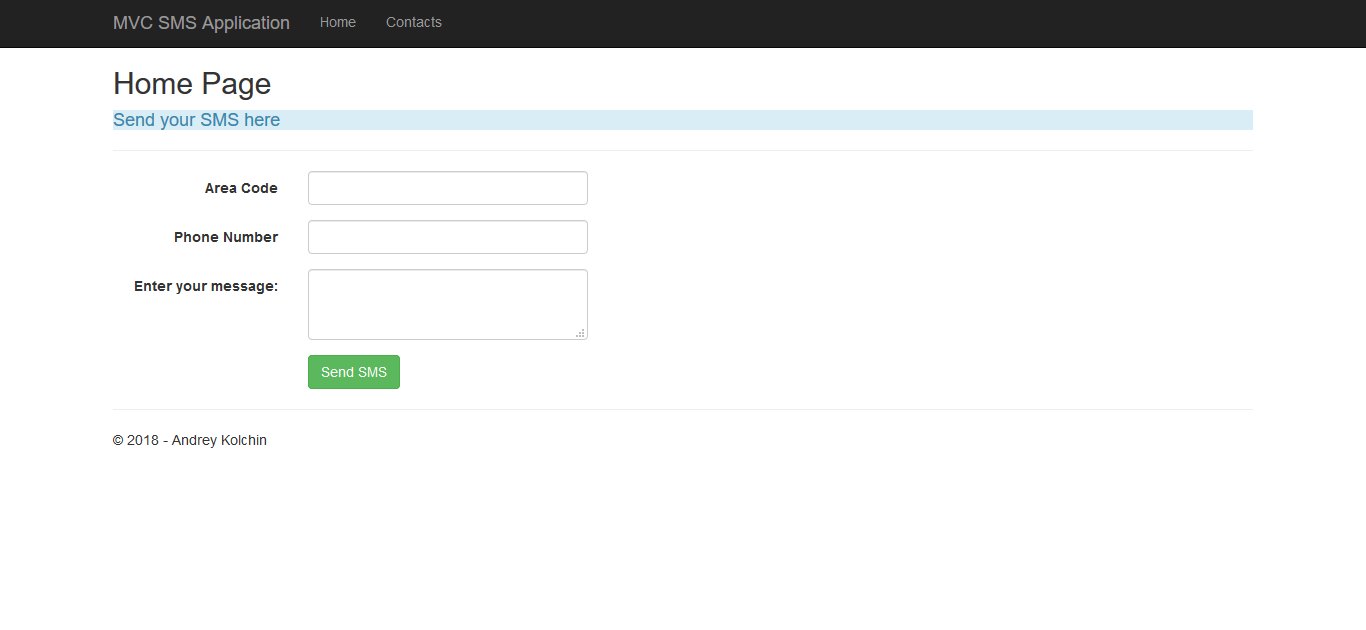 MVC SMS Application Home Contacts
Home Page
Send your SMS here
Area Code
Phone Number
Enter your message:
Send SMS
© 2018 - Andrey Kolchin